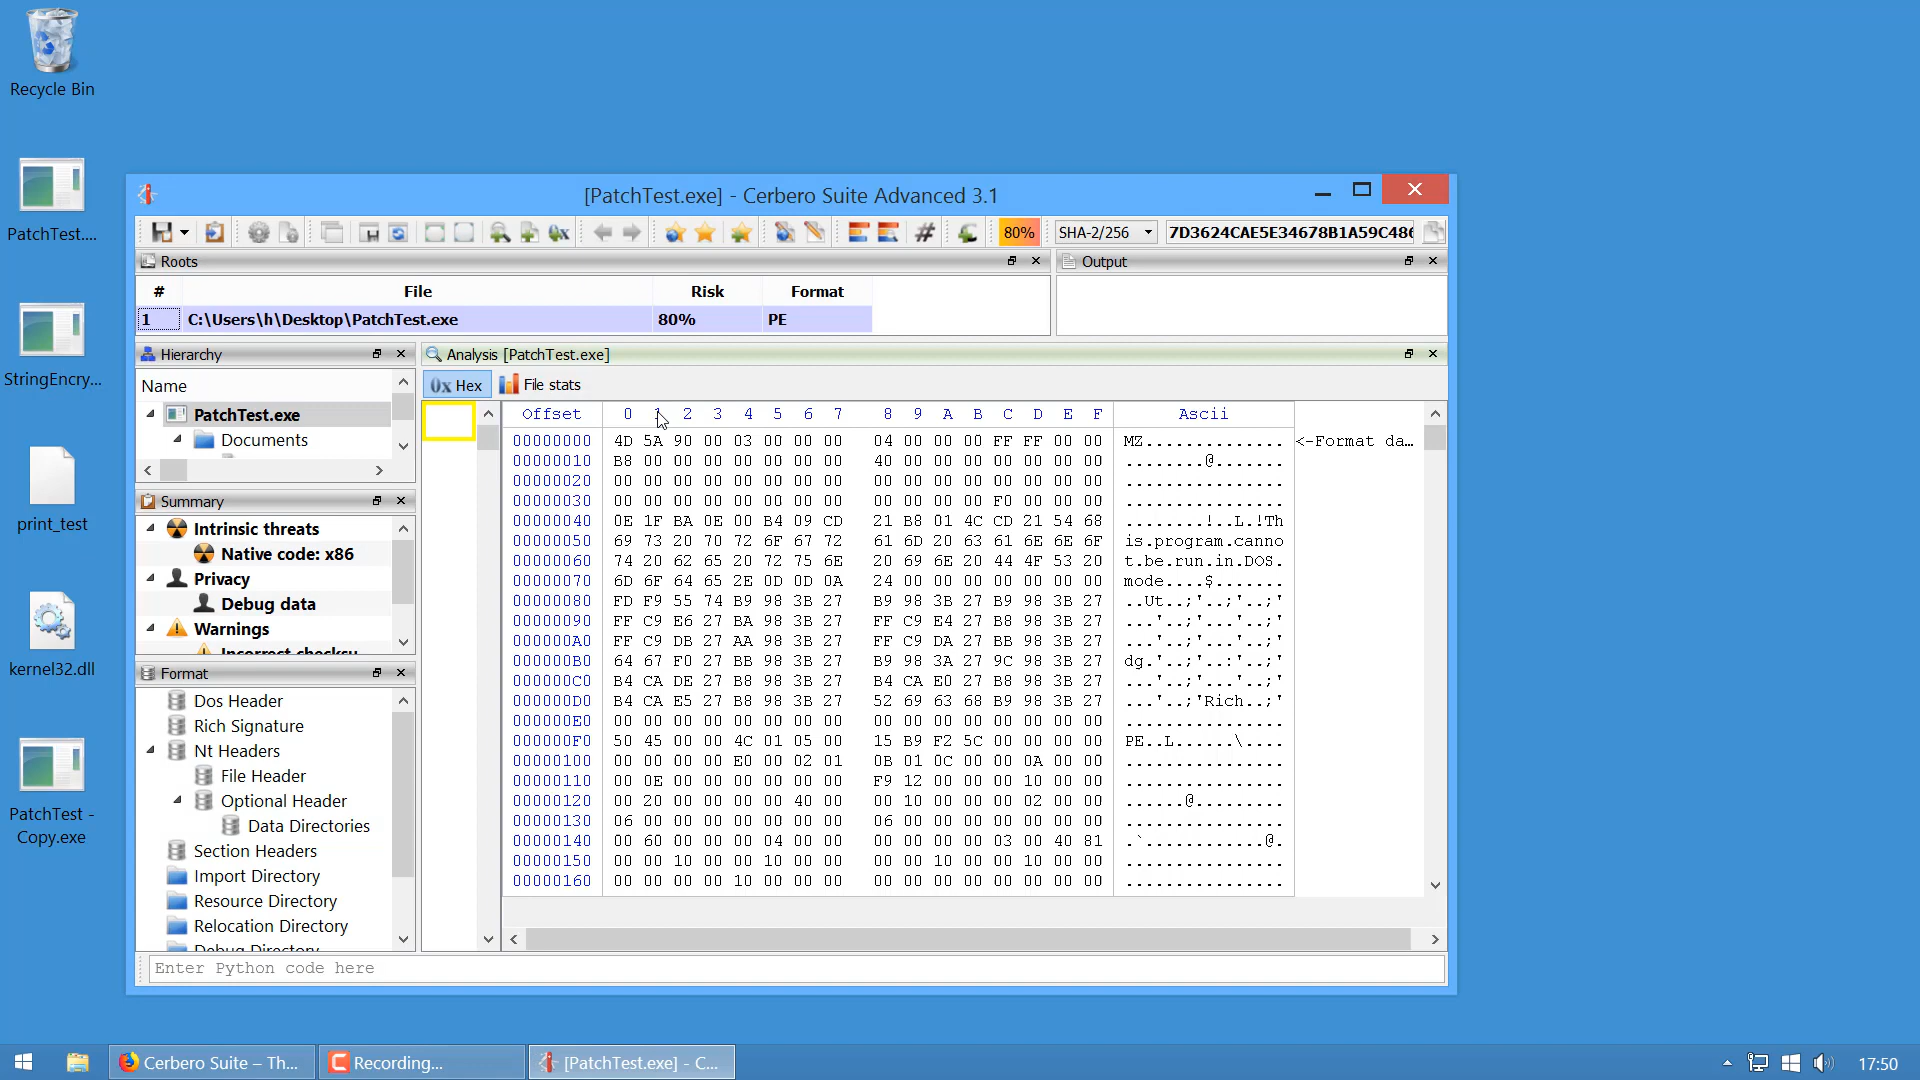 Recycle Bin
PatchTest....
StringEncry...
print_test
kernel32.dll
PatchTest -
Copy.exe
[PatchTest.exe] - Cerbero Suite Advanced 3.1
80%
SHA-2/256
7D3624CAE5E34678B1A59C486
Roots
# File Risk Format
1 C:\Users\h\Desktop\PatchTest.exe 80% PE
Output
Hierarchy
Name
PatchTest.exe
Documents
Summary
Intrinsic threats
Native code: x86
Privacy
Debug data
Warnings
Incorrect checksu
Format
Dos Header
Rich Signature
Nt Headers
File Header
Optional Header
Data Directories
Section Headers
Import Directory
Resource Directory
Relocation Directory
Debug Directory
Analysis [PatchTest.exe]
0x Hex File stats
Offset 0 1 2 3 4 5 6 7 8 9 A B C D E F Ascii
00000000 4D 5A 90 00 03 00 00 00 04 00 00 00 FF FF 00 00 MZ.............. <-Format da...
00000010 B8 00 00 00 00 00 00 00 40 00 00 00 00 00 00 00 ........@.......
00000020 00 00 00 00 00 00 00 00 00 00 00 00 00 00 00 00 ................
00000030 00 00 00 00 00 00 00 00 00 00 00 00 F0 00 00 00 ................
00000040 0E 1F BA 0E 00 B4 09 CD 21 B8 01 4C CD 21 54 68 ........!..L.!Th
00000050 69 73 20 70 72 6F 67 72 61 6D 20 63 61 6E 6E 6F is.program.canno
00000060 74 20 62 65 20 72 75 6E 20 69 6E 20 44 4F 53 20 t.be.run.in.DOS.
00000070 6D 6F 64 65 2E 0D 0D 0A 24 00 00 00 00 00 00 00 mode....$.......
00000080 FD F9 55 74 B9 98 3B 27 B9 98 3B 27 B9 98 3B 27 ..Ut..;'..;'..;'
00000090 FF C9 E6 27 BA 98 3B 27 FF C9 E4 27 B8 98 3B 27 ...'..;'...'..;'
000000A0 FF C9 DB 27 AA 98 3B 27 FF C9 DA 27 BB 98 3B 27 ...'..;'...'..;'
000000B0 64 67 F0 27 BB 98 3B 27 B9 98 3A 27 9C 98 3B 27 dg.'..;'..:'..;'
000000C0 B4 CA DE 27 B8 98 3B 27 B4 CA E0 27 B8 98 3B 27 ...'..;'...'..;'
000000D0 B4 CA E5 27 B8 98 3B 27 52 69 63 68 B9 98 3B 27 ...'..;'Rich..;'
000000E0 00 00 00 00 00 00 00 00 00 00 00 00 00 00 00 00 ................
000000F0 50 45 00 00 4C 01 05 00 15 B9 F2 5C 00 00 00 00 PE..L......\....
00000100 00 00 00 00 E0 00 02 01 0B 01 0C 00 00 0A 00 00 ................
00000110 00 0E 00 00 00 00 00 00 F9 12 00 00 00 10 00 00 ................
00000120 00 20 00 00 00 00 40 00 00 10 00 00 00 02 00 00 ......@.........
00000130 06 00 00 00 00 00 00 00 06 00 00 00 00 00 00 00 ................
00000140 00 60 00 00 00 04 00 00 00 00 00 00 03 00 40 81 .`............@.
00000150 00 00 10 00 00 10 00 00 00 00 10 00 00 10 00 00 ................
00000160 00 00 00 00 10 00 00 00 00 00 00 00 00 00 00 00 ................
Enter Python code here
Cerbero Suite – Th...
Recording...
[PatchTest.exe] - C...
17:50